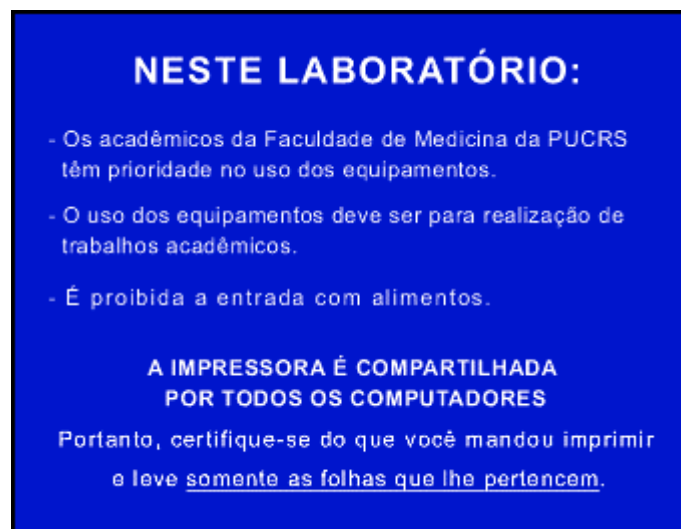 NESTE LABORATÓRIO:
- Os acadêmicos da Faculdade de Medicina da PUCRS
têm prioridade no uso dos equipamentos.
- O uso dos equipamentos deve ser para realização de
trabalhos acadêmicos.
- É proibida a entrada com alimentos.
A IMPRESSORA É COMPARTILHADA
POR TODOS OS COMPUTADORES
Portanto, certifique-se do que você mandou imprimir
e leve somente as folhas que lhe pertencem.